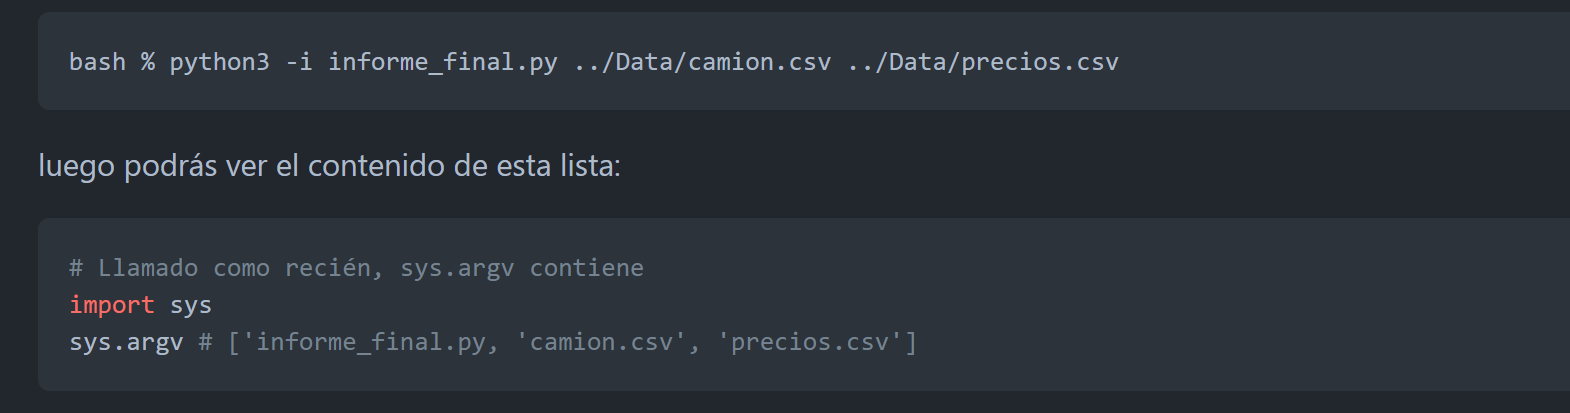 bash % python3 -i informe_final.py ../Data/camion.csv ../Data/precios.csv
luego podrás ver el contenido de esta lista:
# Llamado como recién, sys.argv contiene
import sys
sys.argv # ['informe_final.py, 'camion.csv', 'precios.csv']